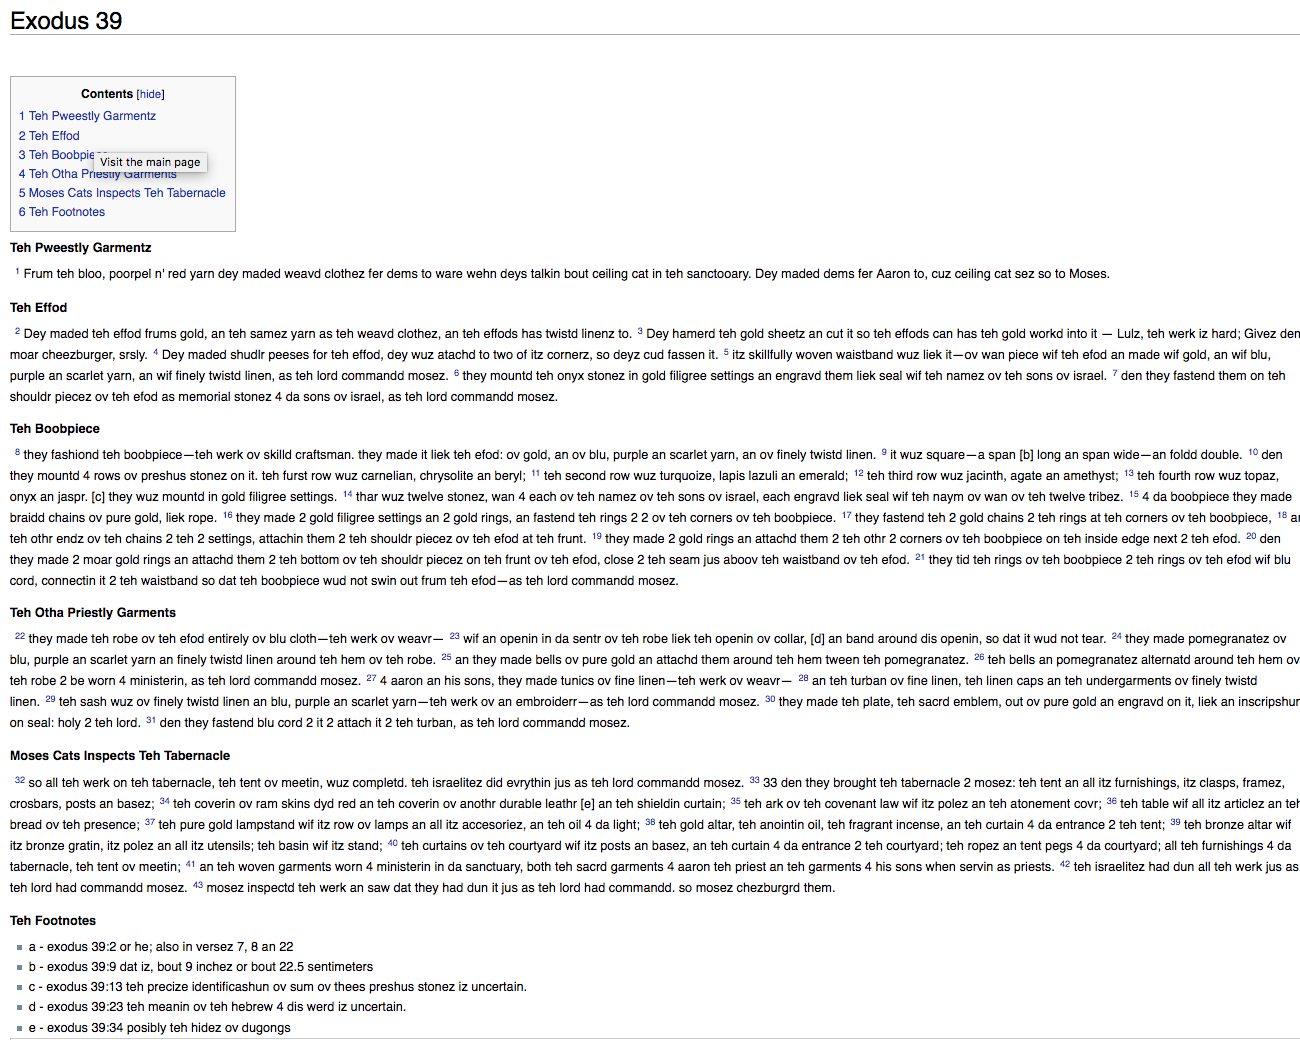 Exodus 39
Contents [hide]
1 Teh Pweestly Garmentz
2 Teh Effod
3 Teh Boobpie
Visit the main page
4 Teh Otha Priestly Garments
5 Moses Cats Inspects Teh Tabernacle
6 Teh Footnotes
Teh Pweestly Garmentz
1 Frum teh bloo, poorpel n' red yarn dey maded weavd clothez fer dems to ware wehn deys talkin bout ceiling cat in teh sanctooary. Dey maded dems fer Aaron to, cuz ceiling cat sez so to Moses.
Teh Effod
2 Dey maded teh effod frums gold, an teh samez yarn as teh weavd clothez, an teh effods has twistd linenz to. 3 Dey hamerd teh gold sheetz an cut it so teh effods can has teh gold workd into it — Lulz, teh werk iz hard; Givez den
moar cheezburger, srsly. 4 Dey maded shudlr peeses for teh effod, dey wuz atachd to two of itz cornerz, so deyz cud fassen it. 5 itz skillfully woven waistband wuz liek it—ov wan piece wif teh efod an made wif gold, an wif blu,
purple an scarlet yarn, an wif finely twistd linen, as teh lord commandd mosez. 6 they mountd teh onyx stonez in gold filigree settings an engravd them liek seal wif teh namez ov teh sons ov israel. 7 den they fastend them on teh
shouldr piecez ov teh efod as memorial stonez 4 da sons ov israel, as teh lord commandd mosez.
Teh Boobpiece
8 they fashiond teh boobpiece—teh werk ov skilld craftsman. they made it liek teh efod: ov gold, an ov blu, purple an scarlet yarn, an ov finely twistd linen. 9 it wuz square—a span [b] long an span wide—an foldd double. 10 den
they mountd 4 rows ov preshus stonez on it. teh furst row wuz carnelian, chrysolite an beryl; 11 teh second row wuz turquoize, lapis lazuli an emerald; 12 teh third row wuz jacinth, agate an amethyst; 13 teh fourth row wuz topaz,
onyx an jaspr. [c] they wuz mountd in gold filigree settings. 14 thar wuz twelve stonez, wan 4 each ov teh namez ov teh sons ov israel, each engravd liek seal wif teh naym ov wan ov teh twelve tribez. 15 4 da boobpiece they made
braidd chains ov pure gold, liek rope. 16 they made 2 gold filigree settings an 2 gold rings, an fastend teh rings 2 2 ov teh corners ov teh boobpiece. 17 they fastend teh 2 gold chains 2 teh rings at teh corners ov teh boobpiece, 18
teh othr endz ov teh chains 2 teh 2 settings, attachin them 2 teh shouldr piecez ov teh efod at teh frunt. 19 they made 2 gold rings an attachd them 2 teh othr 2 corners ov teh boobpiece on teh inside edge next 2 teh efod. 20 den
they made 2 moar gold rings an attachd them 2 teh bottom ov teh shouldr piecez on teh frunt ov teh efod, close 2 teh seam jus aboov teh waistband ov teh efod. 21 they tid teh rings ov teh boobpiece 2 teh rings ov teh efod wif blu
cord, connectin it 2 teh waistband so dat teh boobpiece wud not swin out frum teh efod—as teh lord commandd mosez.
Teh Otha Priestly Garments
22 they made teh robe ov teh efod entirely ov blu cloth—teh werk ov weavr— 23 wif an openin in da sentr ov teh robe liek teh openin ov collar, [d] an band around dis openin, so dat it wud not tear. 24 they made pomegranatez ov
blu, purple an scarlet yarn an finely twistd linen around teh hem ov teh robe. 25 an they made bells ov pure gold an attachd them around teh hem tween teh pomegranatez. 26 teh bells an pomegranatez alternatd around teh hem ov
teh robe 2 be worn 4 ministerin, as teh lord commandd mosez. 27 4 aaron an his sons, they made tunics ov fine linen—teh werk ov weavr— 28 an teh turban ov fine linen, teh linen caps an teh undergarments ov finely twistd
linen. 29 teh sash wuz ov finely twistd linen an blu, purple an scarlet yarn—teh werk ov an embroiderr—as teh lord commandd mosez. 30 they made teh plate, teh sacrd emblem, out ov pure gold an engravd on it, liek an inscripshun
on seal: holy 2 teh lord. 31 den they fastend blu cord 2 it 2 attach it 2 teh turban, as teh lord commandd mosez.
Moses Cats Inspects Teh Tabernacle
32 so all teh werk on teh tabernacle, teh tent ov meetin, wuz completd. teh israelitez did evrythin jus as teh lord commandd mosez. 33 33 den they brought teh tabernacle 2 mosez: teh tent an all itz furnishings, itz clasps, framez,
crosbars, posts an basez; 34 teh coverin ov ram skins dyd red an teh coverin ov anothr durable leathr [e] an teh shieldin curtain; 35 teh ark ov teh covenant law wif itz polez an teh atonement covr; 36 teh table wif all itz articlez an teh
bread ov teh presence; 37 teh pure gold lampstand wif itz row ov lamps an all itz accesoriez, an teh oil 4 da light; 38 teh gold altar, teh anointin oil, teh fragrant incense, an teh curtain 4 da entrance 2 teh tent; 39 teh bronze altar wif
itz bronze gratin, itz polez an all itz utensils; teh basin wif itz stand; 40 teh curtains ov teh courtyard wif itz posts an basez, an teh curtain 4 da entrance 2 teh courtyard; teh ropez an tent pegs 4 da courtyard; all teh furnishings 4 da
tabernacle, teh tent ov meetin; 41 an teh woven garments worn 4 ministerin in da sanctuary, both teh sacrd garments 4 aaron teh priest an teh garments 4 his sons when servin as priests. 42 teh israelitez had dun all teh werk jus as
teh lord had commandd mosez. 43 mosez inspectd teh werk an saw dat they had dun it jus as teh lord had commandd. so mosez chezburgrd them.
Teh Footnotes
a - exodus 39:2 or he; also in versez 7, 8 an 22
b - exodus 39:9 dat iz, bout 9 inchez or bout 22.5 sentimeters
c - exodus 39:13 teh precize identificashun ov sum ov thees preshus stonez iz uncertain.
d - exodus 39:23 teh meanin ov teh hebrew 4 dis werd iz uncertain.
e - exodus 39:34 posibly teh hidez ov dugongs